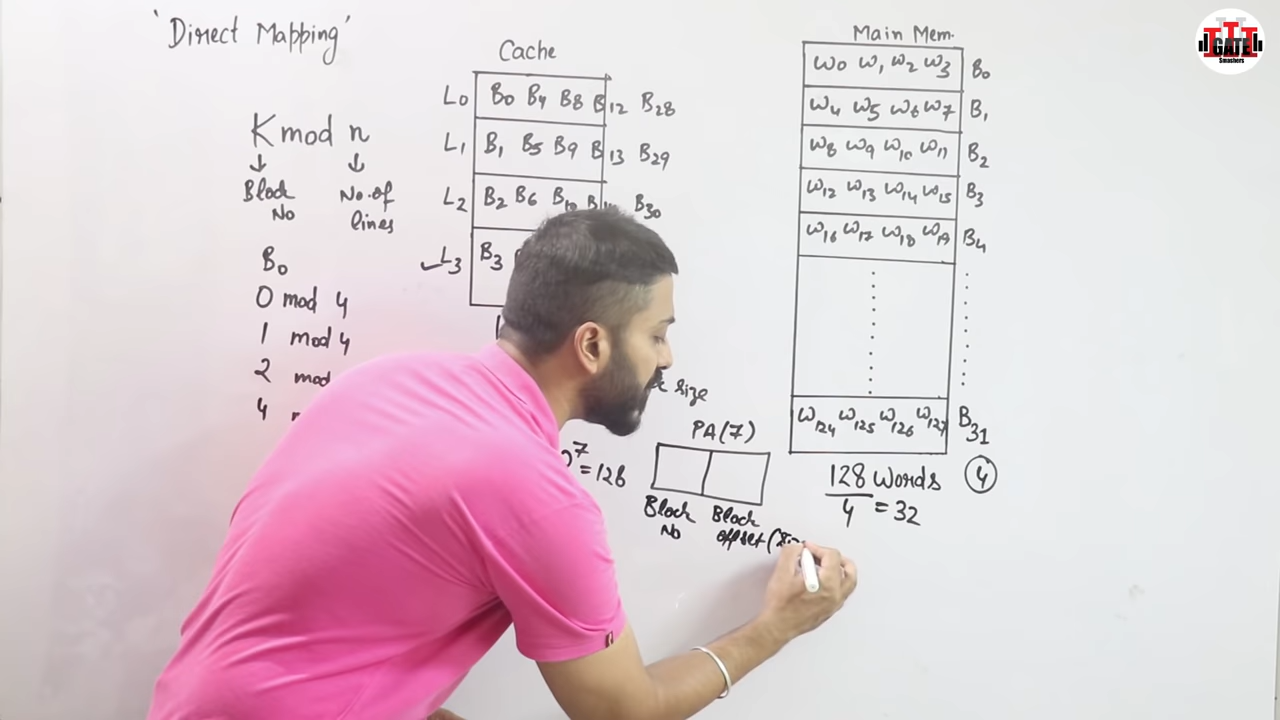 'Direct Mapping'
K mod n
Block No
No. of lines
B0
0 mod 4
1 mod 4
2 mod
4
Cache
L0 B0 B4 B8 B12 B28
L1 B1 B5 B9 B13 B29
L2 B2 B6 B10 B30
L3 B3
size
7 = 128
PA(7)
Block No
Block offset (Siz
Main Mem.
W0 W1 W2 W3 B0
W4 W5 W6 W7 B1
W8 W9 W10 W11 B2
W12 W13 W14 W15 B3
W16 W17 W18 W19 B4
W124 W125 W126 W127 B31
128 Words 4
4 = 32
GATE
Smashers